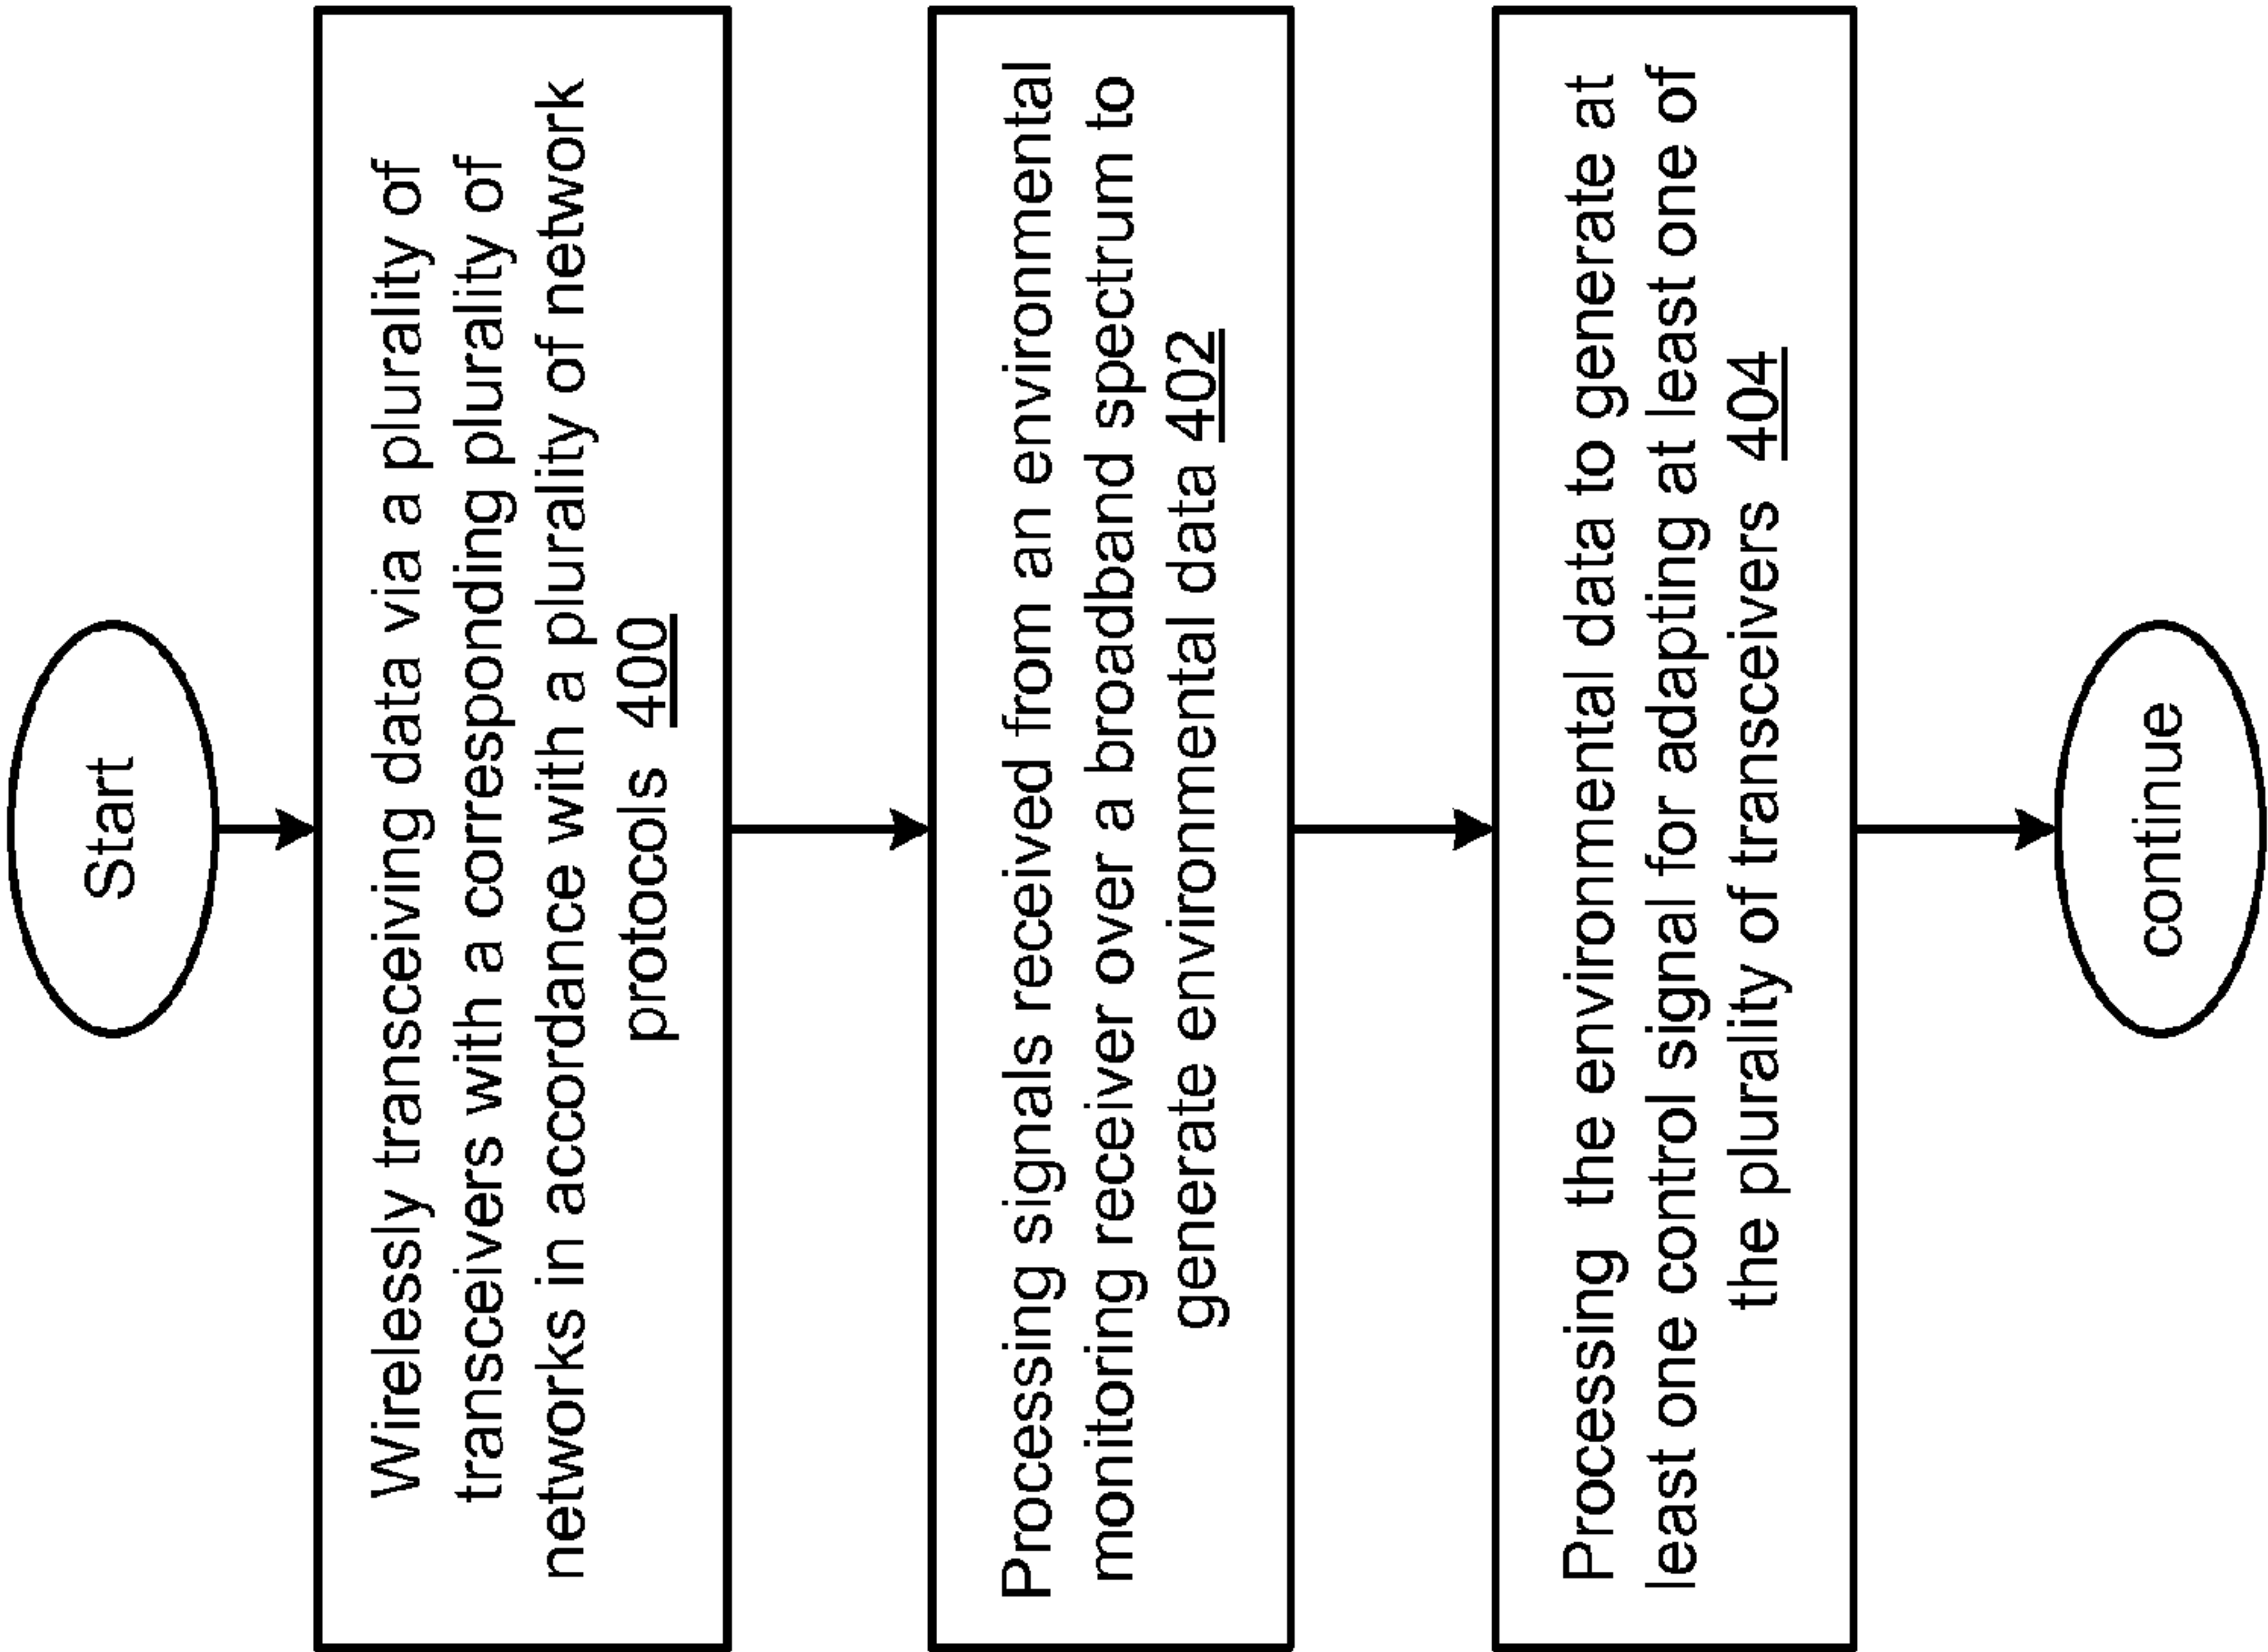 Start
Wirelessly transceiving data via a plurality of
transceivers with a corresponding plurality of
networks in accordance with a plurality of network
protocols 400
Processing signals received from an environmental
monitoring receiver over a broadband spectrum to
generate environmental data 402
Processing the environmental data to generate at
least one control signal for adapting at least one of
the plurality of transceivers 404
continue